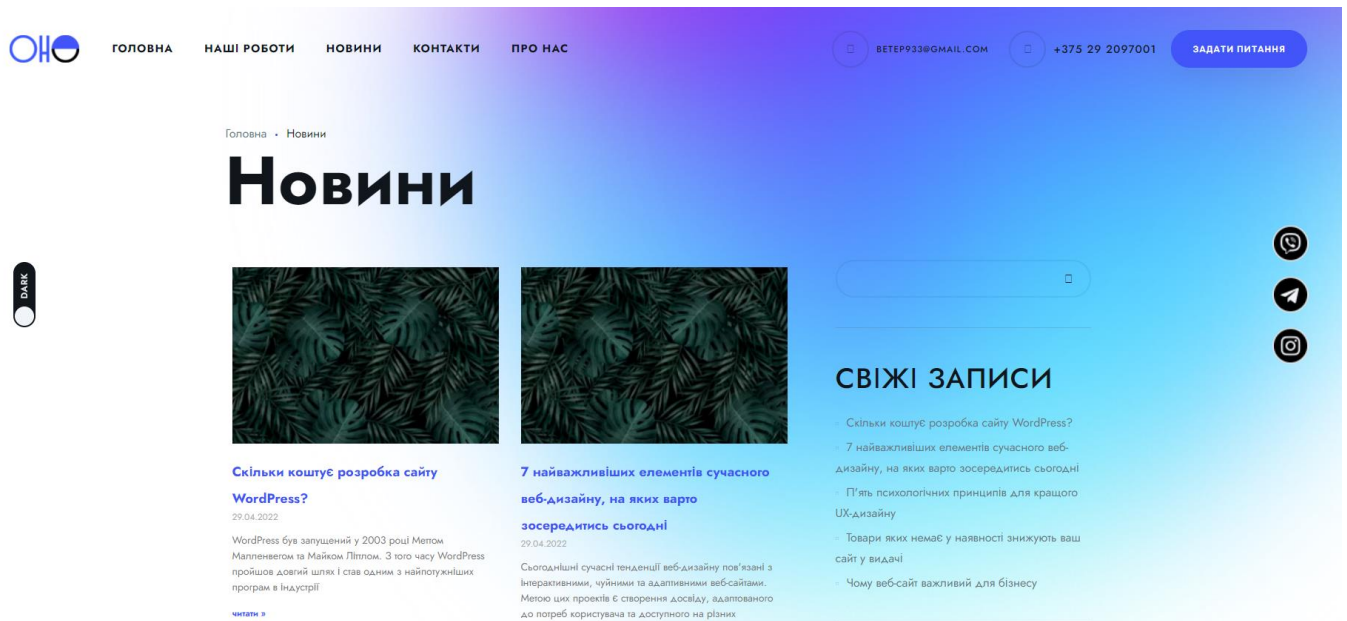 ОНО
ГОЛОВНА
НАШІ РОБОТИ
НОВИНИ
КОНТАКТИ
ПРО НАС
BETEP933@GMAIL.COM
+375 29 2097001
ЗАДАТИ ПИТАННЯ
Головна • Новини
Новини
DARK
Скільки коштує розробка сайту
WordPress?
29.04.2022
WordPress був запущений у 2003 році Меттом
Малленвегом та Майком Літтлом. З того часу WordPress
пройшов довгий шлях і став одним з найпотужніших
програм в індустрії
читати »
7 найважливіших елементів сучасного
веб-дизайну, на яких варто
зосередитись сьогодні
29.04.2022
Сьогоднішні сучасні тенденції веб-дизайну пов'язані з
інтерактивними, чуйними та адаптивними веб-сайтами.
Метою цих проектів є створення досвіду, адаптованого
до потреб користувача та доступного на різних
СВІЖІ ЗАПИСИ
Скільки коштує розробка сайту WordPress?
7 найважливіших елементів сучасного веб-
дизайну, на яких варто зосередитись сьогодні
П'ять психологічних принципів для кращого
UX-дизайну
Товари яких немає у наявності знижують ваш
сайт у видачі
Чому веб-сайт важливий для бізнесу